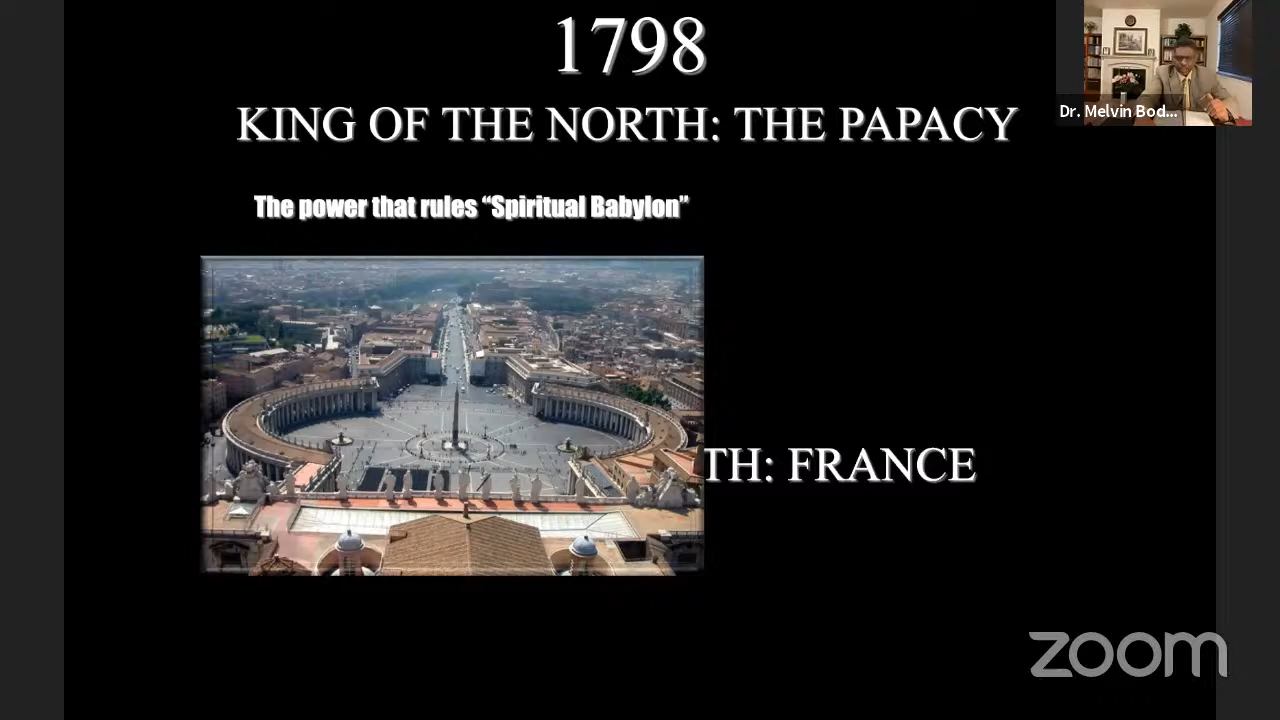 1798
KING OF THE NORTH: THE PAPACY
Dr. Melvin Bod...
The power that rules “Spiritual Babylon”
TH: FRANCE
zoom